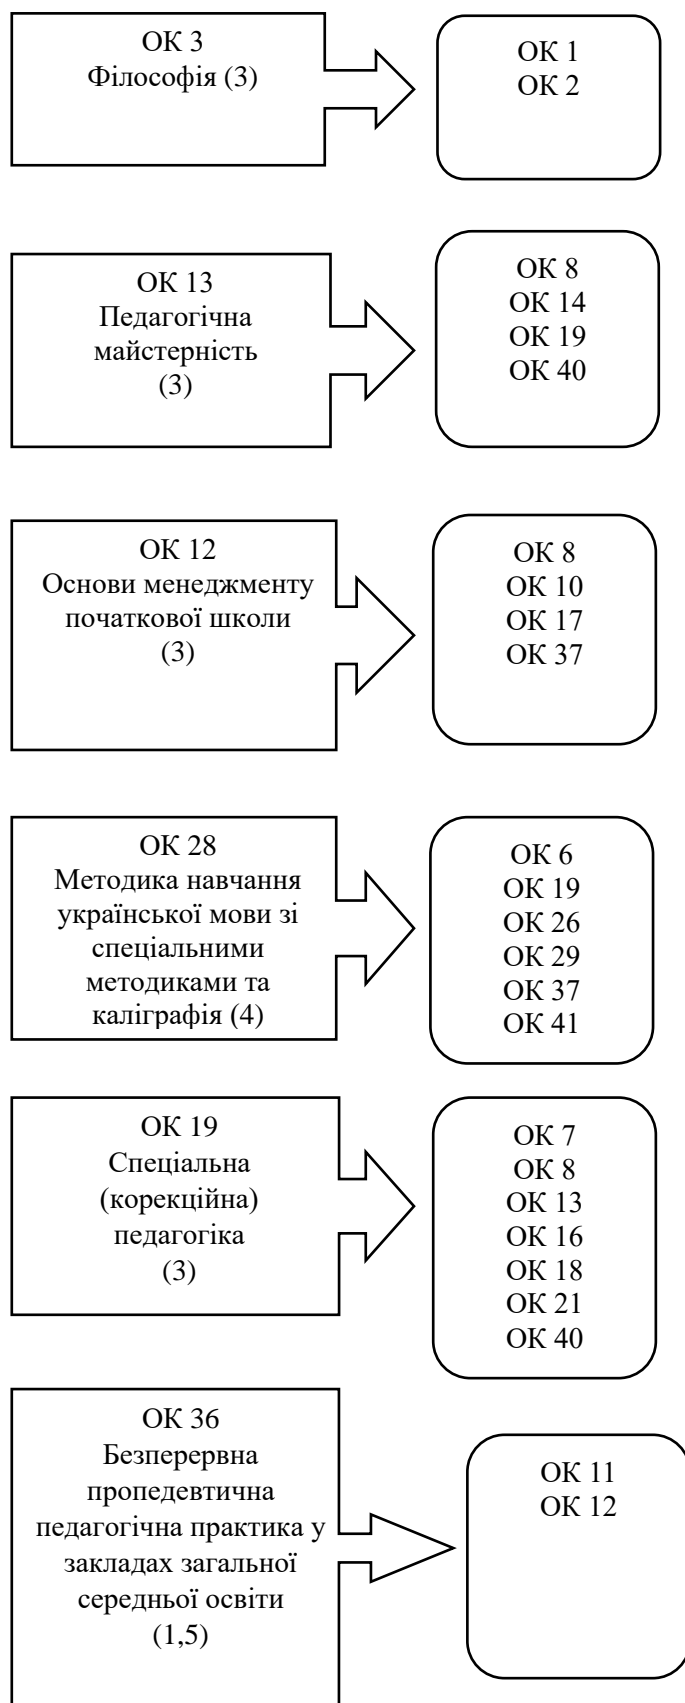 ОК 3
Філософія (3)
ОК 1
ОК 2
ОК 13
Педагогічна
майстерність
(3)
ОК 8
ОК 14
ОК 19
ОК 40
ОК 12
Основи менеджменту
початкової школи
(3)
ОК 8
ОК 10
ОК 17
ОК 37
ОК 28
Методика навчання
української мови зі
спеціальними
методиками та
каліграфія (4)
ОК 6
ОК 19
ОК 26
ОК 29
ОК 37
ОК 41
ОК 19
Спеціальна
(корекційна)
педагогіка
(3)
ОК 7
ОК 8
ОК 13
ОК 16
ОК 18
ОК 21
ОК 40
ОК 36
Безперервна
пропедевтична
педагогічна практика у
закладах загальної
середньої освіти
(1,5)
ОК 11
ОК 12